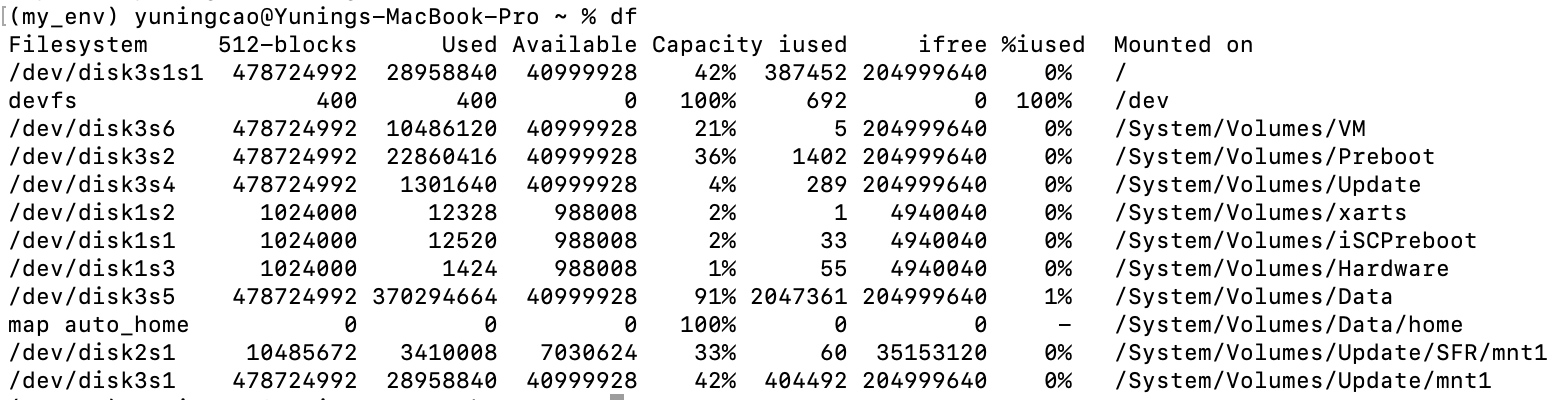 [(my_env) yuningcao@Yunings-MacBook-Pro ~ % df
Filesystem 512-blocks Used Available Capacity iused ifree %iused Mounted on
/dev/disk3s1s1 478724992 28958840 40999928 42% 387452 204999640 0% /
devfs 400 400 0 100% 692 0 100% /dev
/dev/disk3s6 478724992 10486120 40999928 21% 5 204999640 0% /System/Volumes/VM
/dev/disk3s2 478724992 22860416 40999928 36% 1402 204999640 0% /System/Volumes/Preboot
/dev/disk3s4 478724992 1301640 40999928 4% 289 204999640 0% /System/Volumes/Update
/dev/disk1s2 1024000 12328 988008 2% 1 4940040 0% /System/Volumes/xarts
/dev/disk1s1 1024000 12520 988008 2% 33 4940040 0% /System/Volumes/iSCPreboot
/dev/disk1s3 1024000 1424 988008 1% 55 4940040 0% /System/Volumes/Hardware
/dev/disk3s5 478724992 370294664 40999928 91% 2047361 204999640 1% /System/Volumes/Data
map auto_home 0 0 0 100% 0 0 - /System/Volumes/Data/home
/dev/disk2s1 10485672 3410008 7030624 33% 60 35153120 0% /System/Volumes/Update/SFR/mnt1
/dev/disk3s1 478724992 28958840 40999928 42% 404492 204999640 0% /System/Volumes/Update/mnt1